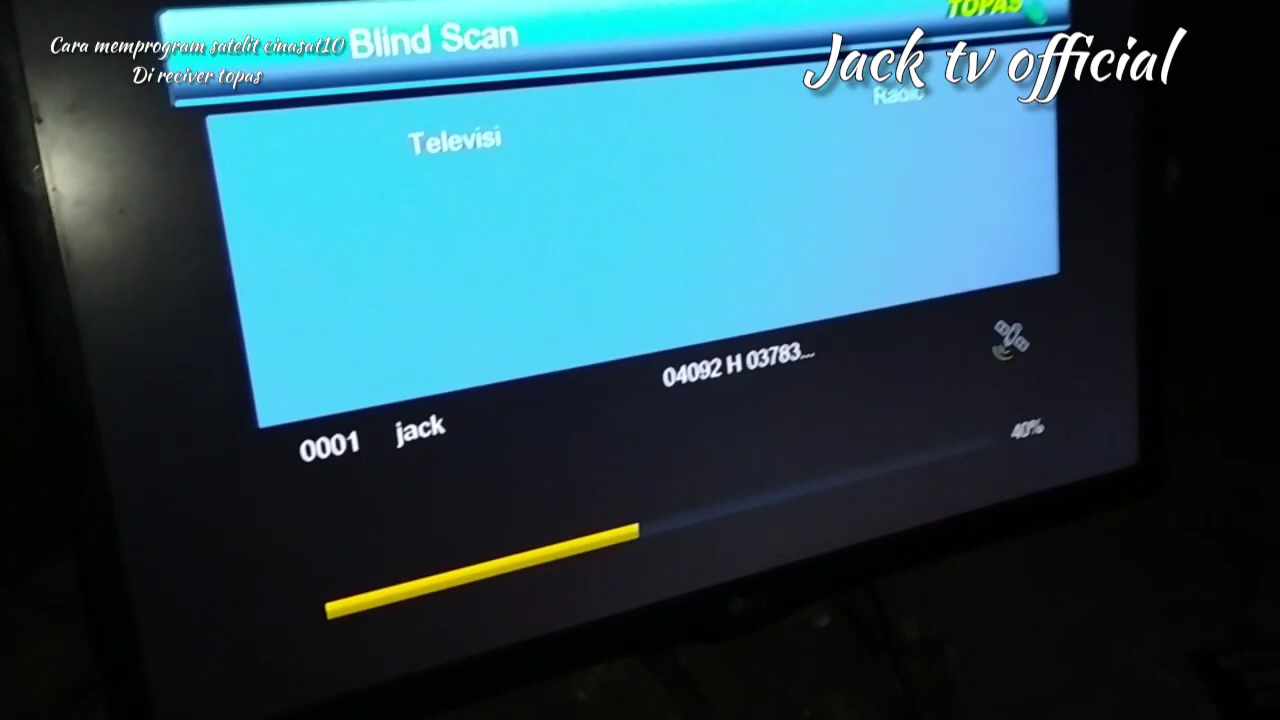 Cara memprogram satelit cinasat10
Di reciver topas
Jack tv official
Blind Scan
TOPAS
Televisi
Radio
04092 H 03783...
0001 jack
40%